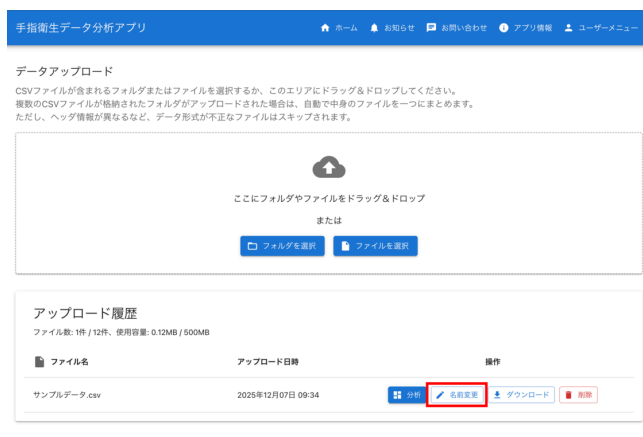 手指衛生データ分析アプリ ホーム お知らせ お問い合わせ アプリ情報 ユーザーメニュー
データアップロード
CSVファイルが含まれるフォルダまたはファイルを選択するか、このエリアにドラッグ＆ドロップしてください。
複数のCSVファイルが格納されたフォルダがアップロードされた場合は、自動で中身のファイルを一つにまとめます。
ただし、ヘッダ情報が異なるなど、データ形式が不正なファイルはスキップされます。
ここにフォルダやファイルをドラッグ＆ドロップ
または
フォルダを選択 ファイルを選択
アップロード履歴
ファイル数: 1件 / 12件、使用容量: 0.12MB / 500MB
ファイル名 アップロード日時 操作
サンプルデータ.csv 2025年12月07日 09:34 分析 名前変更 ダウンロード 削除